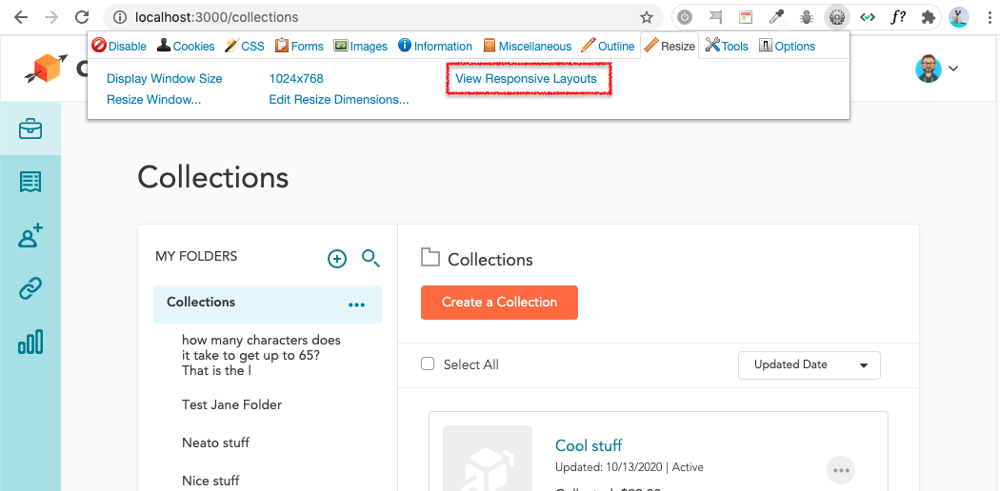 localhost:3000/collections
f?
Disable Cookies CSS Forms Images Information Miscellaneous Outline Resize Tools Options
Display Window Size 1024x768 View Responsive Layouts
Resize Window... Edit Resize Dimensions...
Collections
MY FOLDERS
Collections
how many characters does
it take to get up to 65?
That is the l
Test Jane Folder
Neato stuff
Nice stuff
Collections
Create a Collection
Select All
Updated Date
Cool stuff
Updated: 10/13/2020 | Active